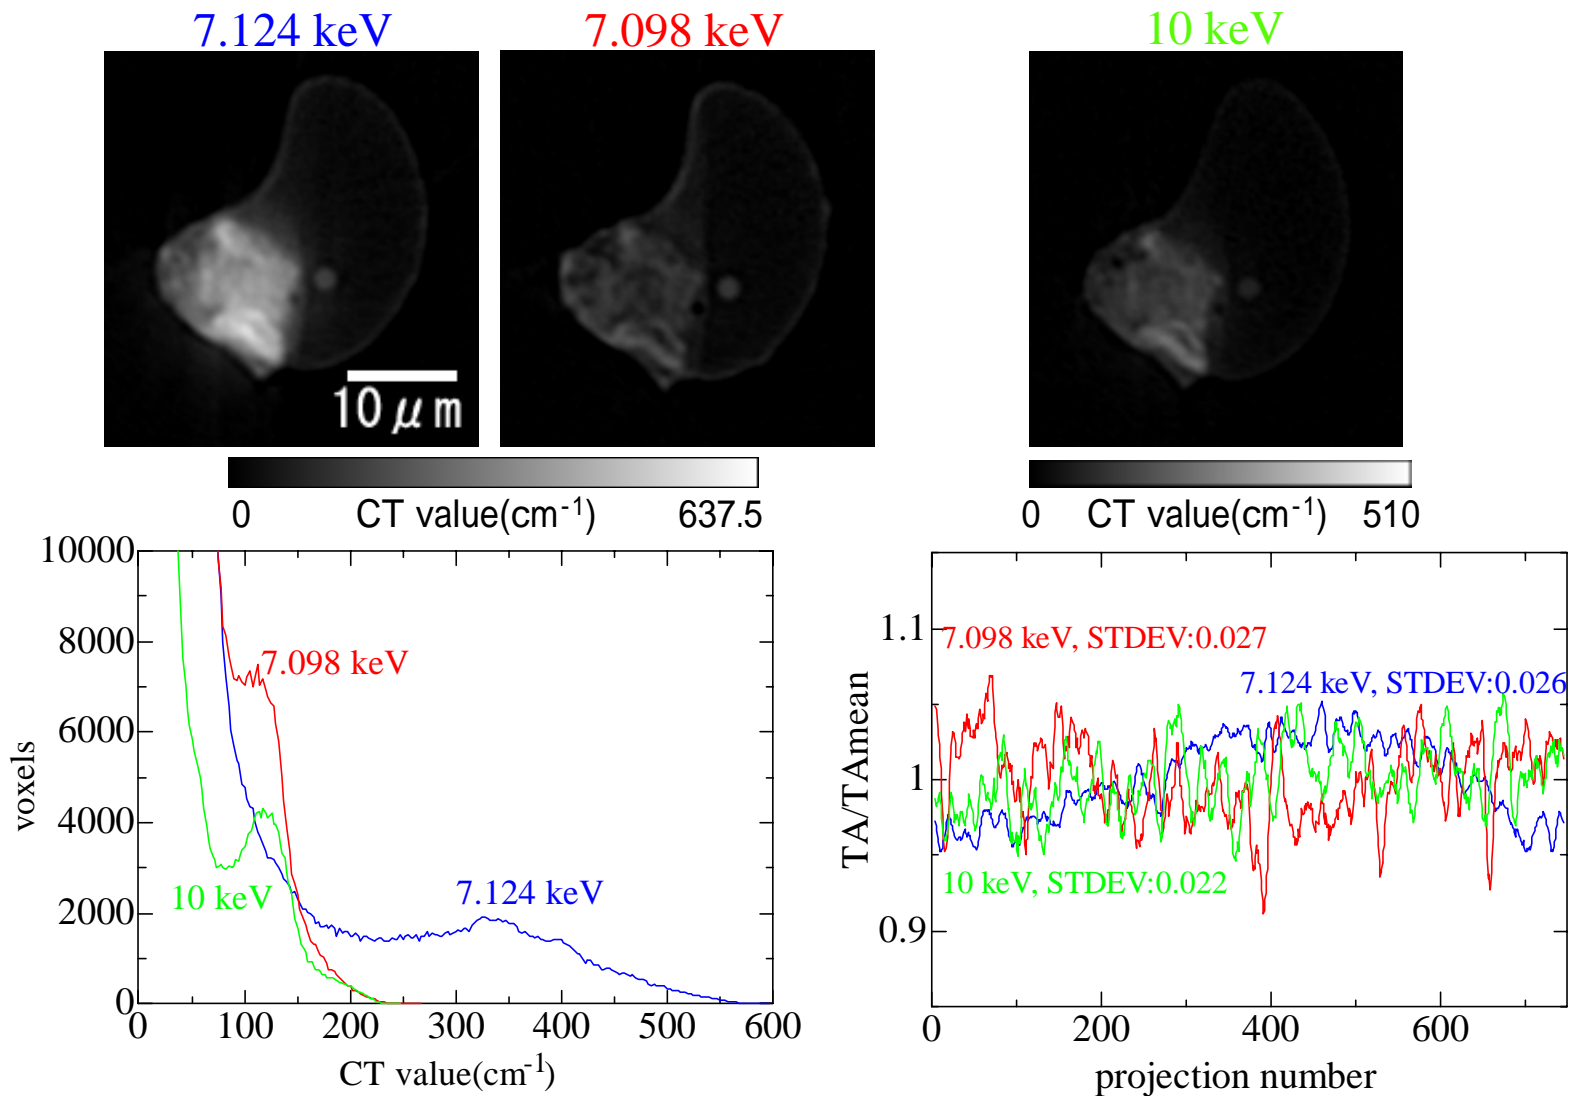 7.124 keV 7.098 keV 10 keV
10 μm
0 CT value(cm-1) 637.5
0 CT value(cm-1) 510
10000
8000
6000
4000
2000
0
voxels
7.098 keV
10 keV
7.124 keV
0 100 200 300 400 500 600
CT value(cm-1)
1.1
1
0.9
TA/TAmean
7.098 keV, STDEV:0.027
7.124 keV, STDEV:0.026
10 keV, STDEV:0.022
0 200 400 600
projection number